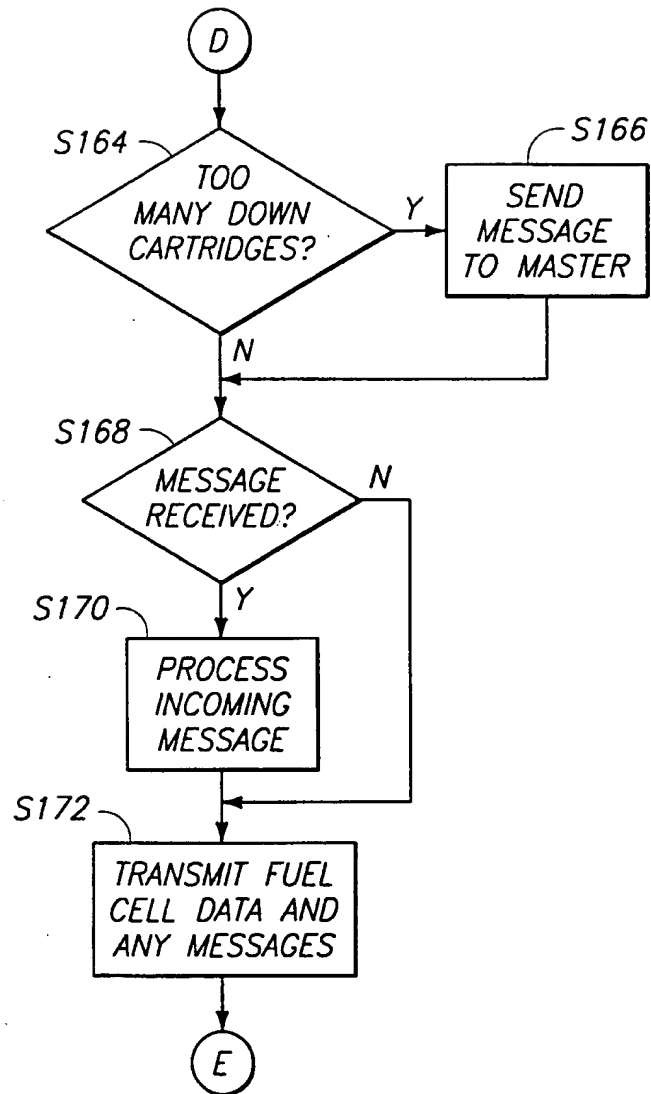 D
S164
TOO
MANY DOWN
CARTRIDGES?
Y
S166
SEND
MESSAGE
TO MASTER
N
S168
MESSAGE
RECEIVED?
N
Y
S170
PROCESS
INCOMING
MESSAGE
S172
TRANSMIT FUEL
CELL DATA AND
ANY MESSAGES
E